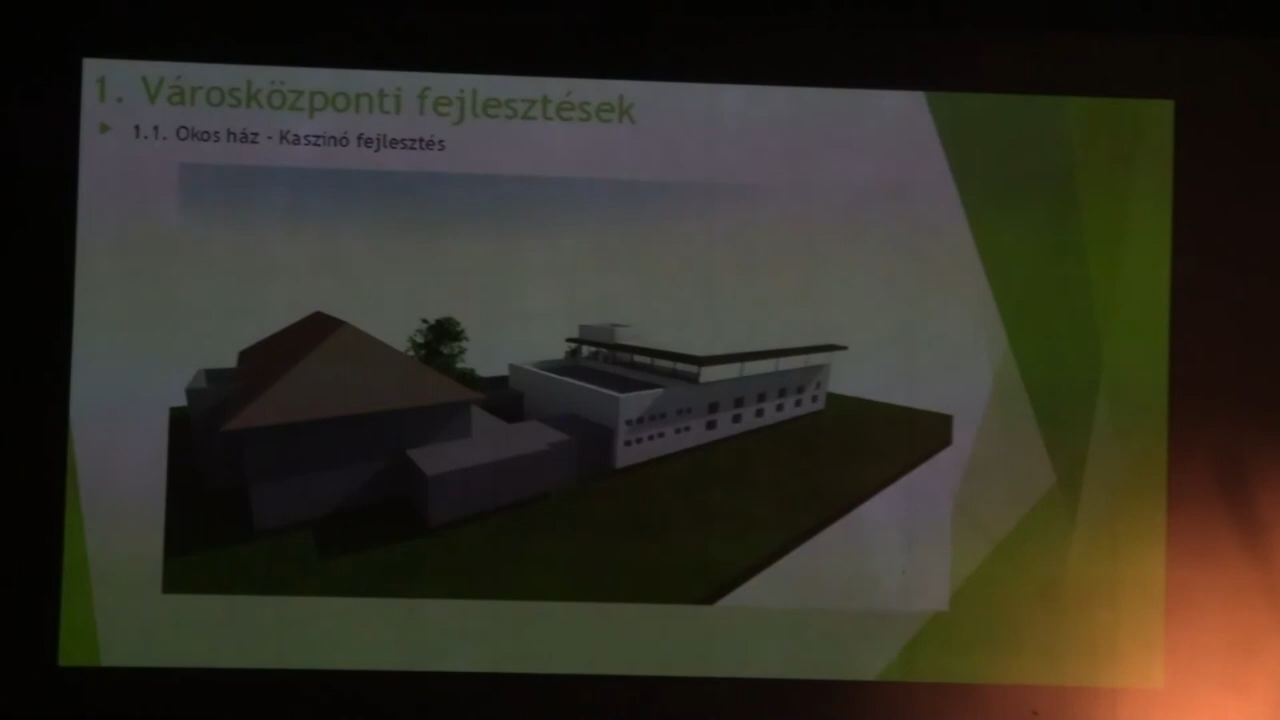 1. Városközponti fejlesztések
1.1. Okos ház - Kaszinó fejlesztés